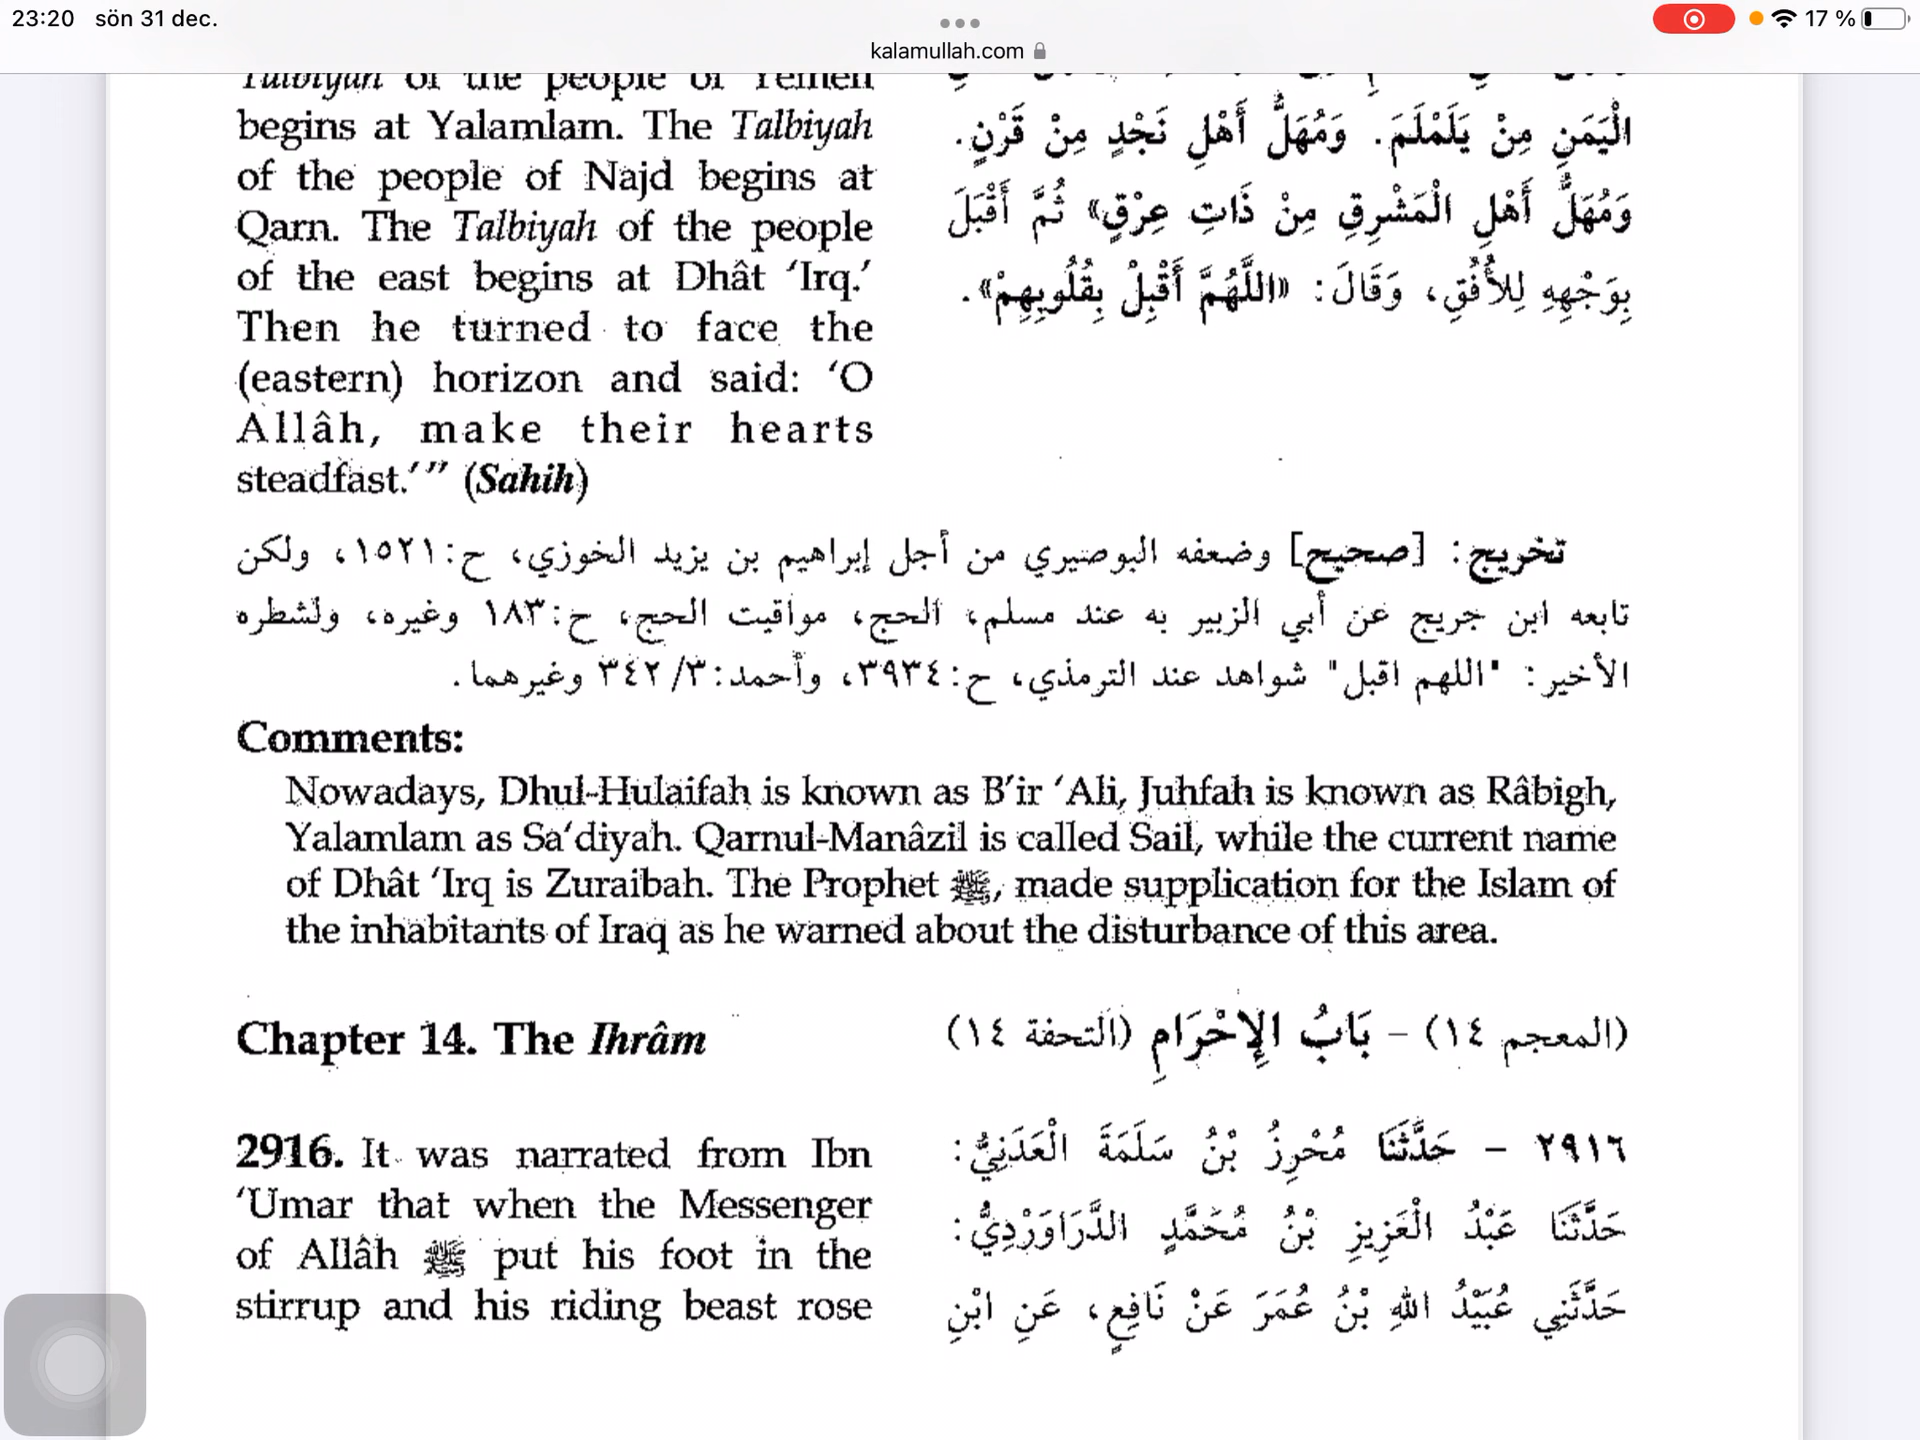 23:20 sön 31 dec.
17 %
kalamullah.com
Talbiyah of the people of Yemen
begins at Yalamlam. The Talbiyah
of the people of Najd begins at
Qarn. The Talbiyah of the people
of the east begins at Dhât ‘Irq.’
Then he turned to face the
(eastern) horizon and said: ‘O
Allâh, make their hearts
steadfast.’” (Sahih)
الْيَمَنِ مِنْ يَلَمْلَمَ. وَمُهَلُّ أَهْلِ نَجْدٍ مِنْ قَرْنٍ.
وَمُهَلُّ أَهْلِ الْمَشْرِقِ مِنْ ذَاتِ عِرْقٍ» ثُمَّ أَقْبَلَ
بِوَجْهِهِ لِلأُفُقِ، وَقَالَ: «اللَّهُمَّ أَقْبِلْ بِقُلُوبِهِمْ».
تخريج: [صحيح] وضعفه البوصيري من أجل إبراهيم بن يزيد الخوزي، ح:١٥٢١، ولكن
تابعه ابن جريج عن أبي الزبير به عند مسلم، الحج، مواقيت الحج، ح:١٨٣ وغيره، ولشطره
الأخير: "اللهم اقبل" شواهد عند الترمذي، ح:٣٩٣٤، وأحمد:٣/ ٣٤٢ وغيرهما.
Comments:
Nowadays, Dhul-Hulaifah is known as B’ir ‘Ali, Juhfah is known as Râbigh,
Yalamlam as Sa‘diyah. Qarnul-Manâzil is called Sail, while the current name
of Dhât ‘Irq is Zuraibah. The Prophet ﷺ, made supplication for the Islam of
the inhabitants of Iraq as he warned about the disturbance of this area.
Chapter 14. The Ihrâm
(المعجم ١٤) - بَابُ الإِحْرَامِ (التحفة ١٤)
2916. It was narrated from Ibn
‘Umar that when the Messenger
of Allâh ﷺ put his foot in the
stirrup and his riding beast rose
٢٩١٦ - حَدَّثَنَا مُحْرِزُ بْنُ سَلَمَةَ الْعَدَنِيُّ:
حَدَّثَنَا عَبْدُ الْعَزِيزِ بْنُ مُحَمَّدٍ الدَّرَاوَرْدِيُّ:
حَدَّثَنِي عُبَيْدُ اللهِ بْنُ عُمَرَ عَنْ نَافِعٍ، عَنِ ابْنِ